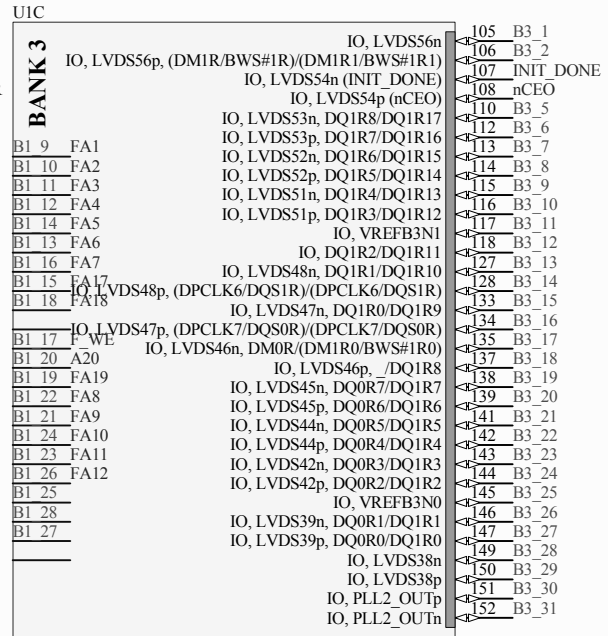 U1C
BANK 3
IO, LVDS56n 105 B3_1
IO, LVDS56p, (DM1R/BWS#1R)/(DM1R1/BWS#1R1) 106 B3_2
IO, LVDS54n (INIT_DONE) 107 INIT_DONE
IO, LVDS54p (nCEO) 108 nCEO
IO, LVDS53n, DQ1R8/DQ1R17 110 B3_5
IO, LVDS53p, DQ1R7/DQ1R16 112 B3_6
B1_9 FA1 IO, LVDS52n, DQ1R6/DQ1R15 113 B3_7
B1_10 FA2 IO, LVDS52p, DQ1R5/DQ1R14 114 B3_8
B1_11 FA3 IO, LVDS51n, DQ1R4/DQ1R13 115 B3_9
B1_12 FA4 IO, LVDS51p, DQ1R3/DQ1R12 116 B3_10
B1_14 FA5 IO, VREFB3N1 117 B3_11
B1_13 FA6 IO, DQ1R2/DQ1R11 118 B3_12
B1_16 FA7 IO, LVDS48n, DQ1R1/DQ1R10 127 B3_13
B1_15 FA17 IO, LVDS48p, (DPCLK6/DQS1R)/(DPCLK6/DQS1R) 128 B3_14
B1_18 FA18 IO, LVDS47n, DQ1R0/DQ1R9 133 B3_15
IO, LVDS47p, (DPCLK7/DQS0R)/(DPCLK7/DQS0R) 134 B3_16
B1_17 F_WE IO, LVDS46n, DM0R/(DM1R0/BWS#1R0) 135 B3_17
B1_20 A20 IO, LVDS46p, _/DQ1R8 137 B3_18
B1_19 FA19 IO, LVDS45n, DQ0R7/DQ1R7 138 B3_19
B1_22 FA8 IO, LVDS45p, DQ0R6/DQ1R6 139 B3_20
B1_21 FA9 IO, LVDS44n, DQ0R5/DQ1R5 141 B3_21
B1_24 FA10 IO, LVDS44p, DQ0R4/DQ1R4 142 B3_22
B1_23 FA11 IO, LVDS42n, DQ0R3/DQ1R3 143 B3_23
B1_26 FA12 IO, LVDS42p, DQ0R2/DQ1R2 144 B3_24
B1_25 IO, VREFB3N0 145 B3_25
B1_28 IO, LVDS39n, DQ0R1/DQ1R1 146 B3_26
B1_27 IO, LVDS39p, DQ0R0/DQ1R0 147 B3_27
IO, LVDS38n 149 B3_28
IO, LVDS38p 150 B3_29
IO, PLL2_OUTp 151 B3_30
IO, PLL2_OUTn 152 B3_31